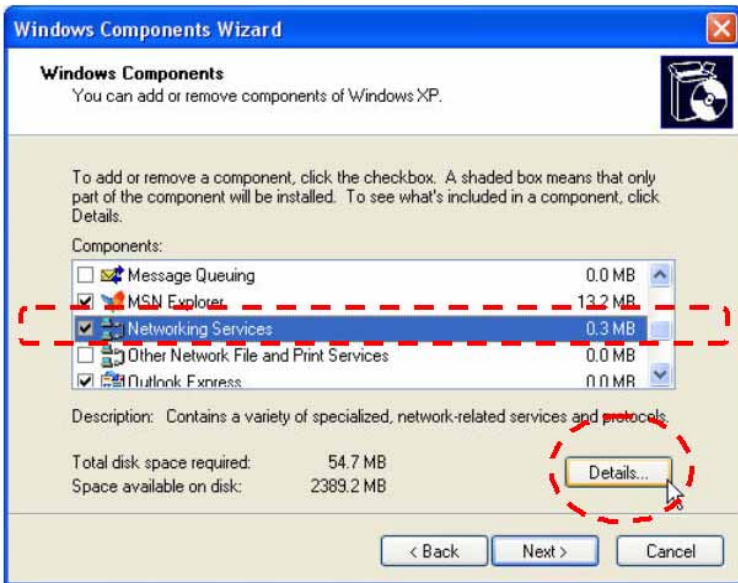 Windows Components Wizard
Windows Components
You can add or remove components of Windows XP.
To add or remove a component, click the checkbox. A shaded box means that only
part of the component will be installed. To see what's included in a component, click
Details.
Components:
Message Queuing 0.0 MB
MSN Explorer 13.2 MB
Networking Services 0.3 MB
Other Network File and Print Services 0.0 MB
Outlook Express 0.0 MB
Description: Contains a variety of specialized, network-related services and protocols.
Total disk space required: 54.7 MB
Space available on disk: 2389.2 MB
Details...
< Back Next > Cancel